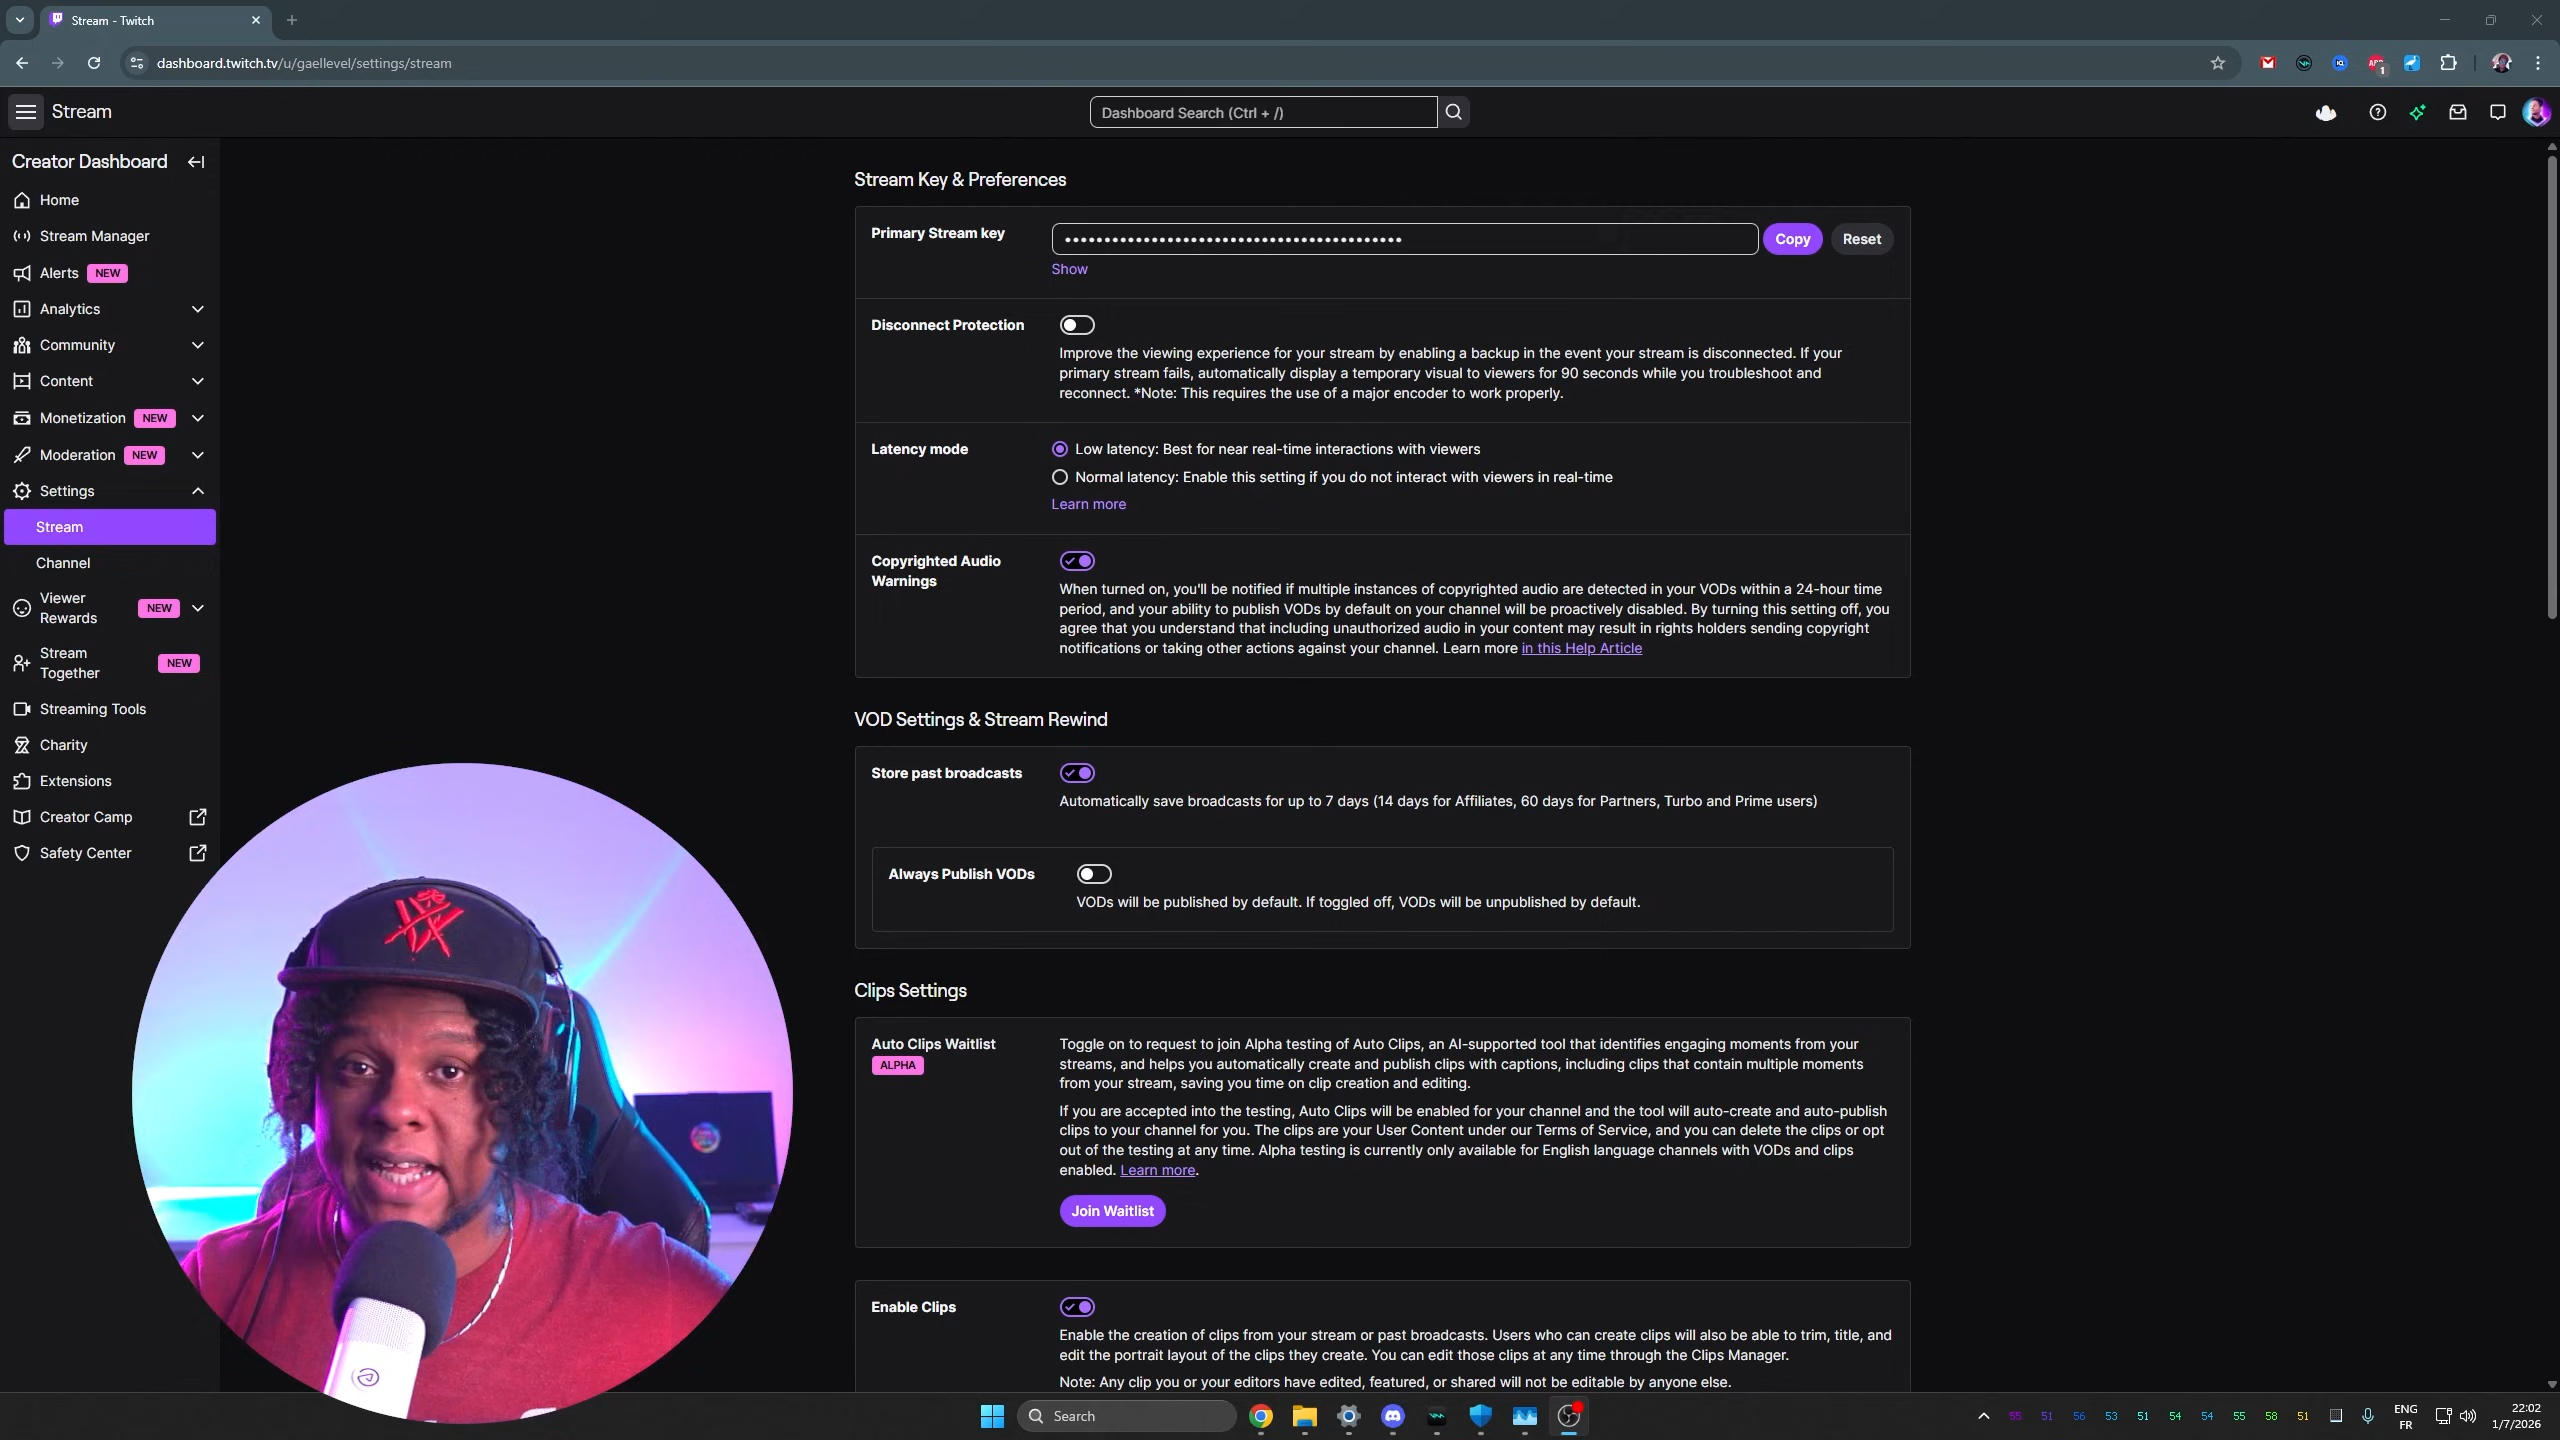 Stream - Twitch
dashboard.twitch.tv/u/gaellevel/settings/stream
1
Stream
Dashboard Search (Ctrl + /)
Creator Dashboard
Home
Stream Manager
Alerts NEW
Analytics
Community
Content
Monetization NEW
Moderation NEW
Settings
Stream
Channel
Viewer
Rewards NEW
Stream
Together NEW
Streaming Tools
Charity
Extensions
Creator Camp
Safety Center
Stream Key & Preferences
Primary Stream key
Copy
Reset
Show
Disconnect Protection
Improve the viewing experience for your stream by enabling a backup in the event your stream is disconnected. If your
primary stream fails, automatically display a temporary visual to viewers for 90 seconds while you troubleshoot and
reconnect. *Note: This requires the use of a major encoder to work properly.
Latency mode
Low latency: Best for near real-time interactions with viewers
Normal latency: Enable this setting if you do not interact with viewers in real-time
Learn more
Copyrighted Audio
Warnings
When turned on, you'll be notified if multiple instances of copyrighted audio are detected in your VODs within a 24-hour time
period, and your ability to publish VODs by default on your channel will be proactively disabled. By turning this setting off, you
agree that you understand that including unauthorized audio in your content may result in rights holders sending copyright
notifications or taking other actions against your channel. Learn more in this Help Article
VOD Settings & Stream Rewind
Store past broadcasts
Automatically save broadcasts for up to 7 days (14 days for Affiliates, 60 days for Partners, Turbo and Prime users)
Always Publish VODs
VODs will be published by default. If toggled off, VODs will be unpublished by default.
Clips Settings
Auto Clips Waitlist
ALPHA
Toggle on to request to join Alpha testing of Auto Clips, an AI-supported tool that identifies engaging moments from your
streams, and helps you automatically create and publish clips with captions, including clips that contain multiple moments
from your stream, saving you time on clip creation and editing.
If you are accepted into the testing, Auto Clips will be enabled for your channel and the tool will auto-create and auto-publish
clips to your channel for you. The clips are your User Content under our Terms of Service, and you can delete the clips or opt
out of the testing at any time. Alpha testing is currently only available for English language channels with VODs and clips
enabled. Learn more.
Join Waitlist
Enable Clips
Enable the creation of clips from your stream or past broadcasts. Users who can create clips will also be able to trim, title, and
edit the portrait layout of the clips they create. You can edit those clips at any time through the Clips Manager.
Note: Any clip you or your editors have edited, featured, or shared will not be editable by anyone else.
Search
55 51 56 53 51 54 54 55 58 51
ENG
FR
22:02
1/7/2026